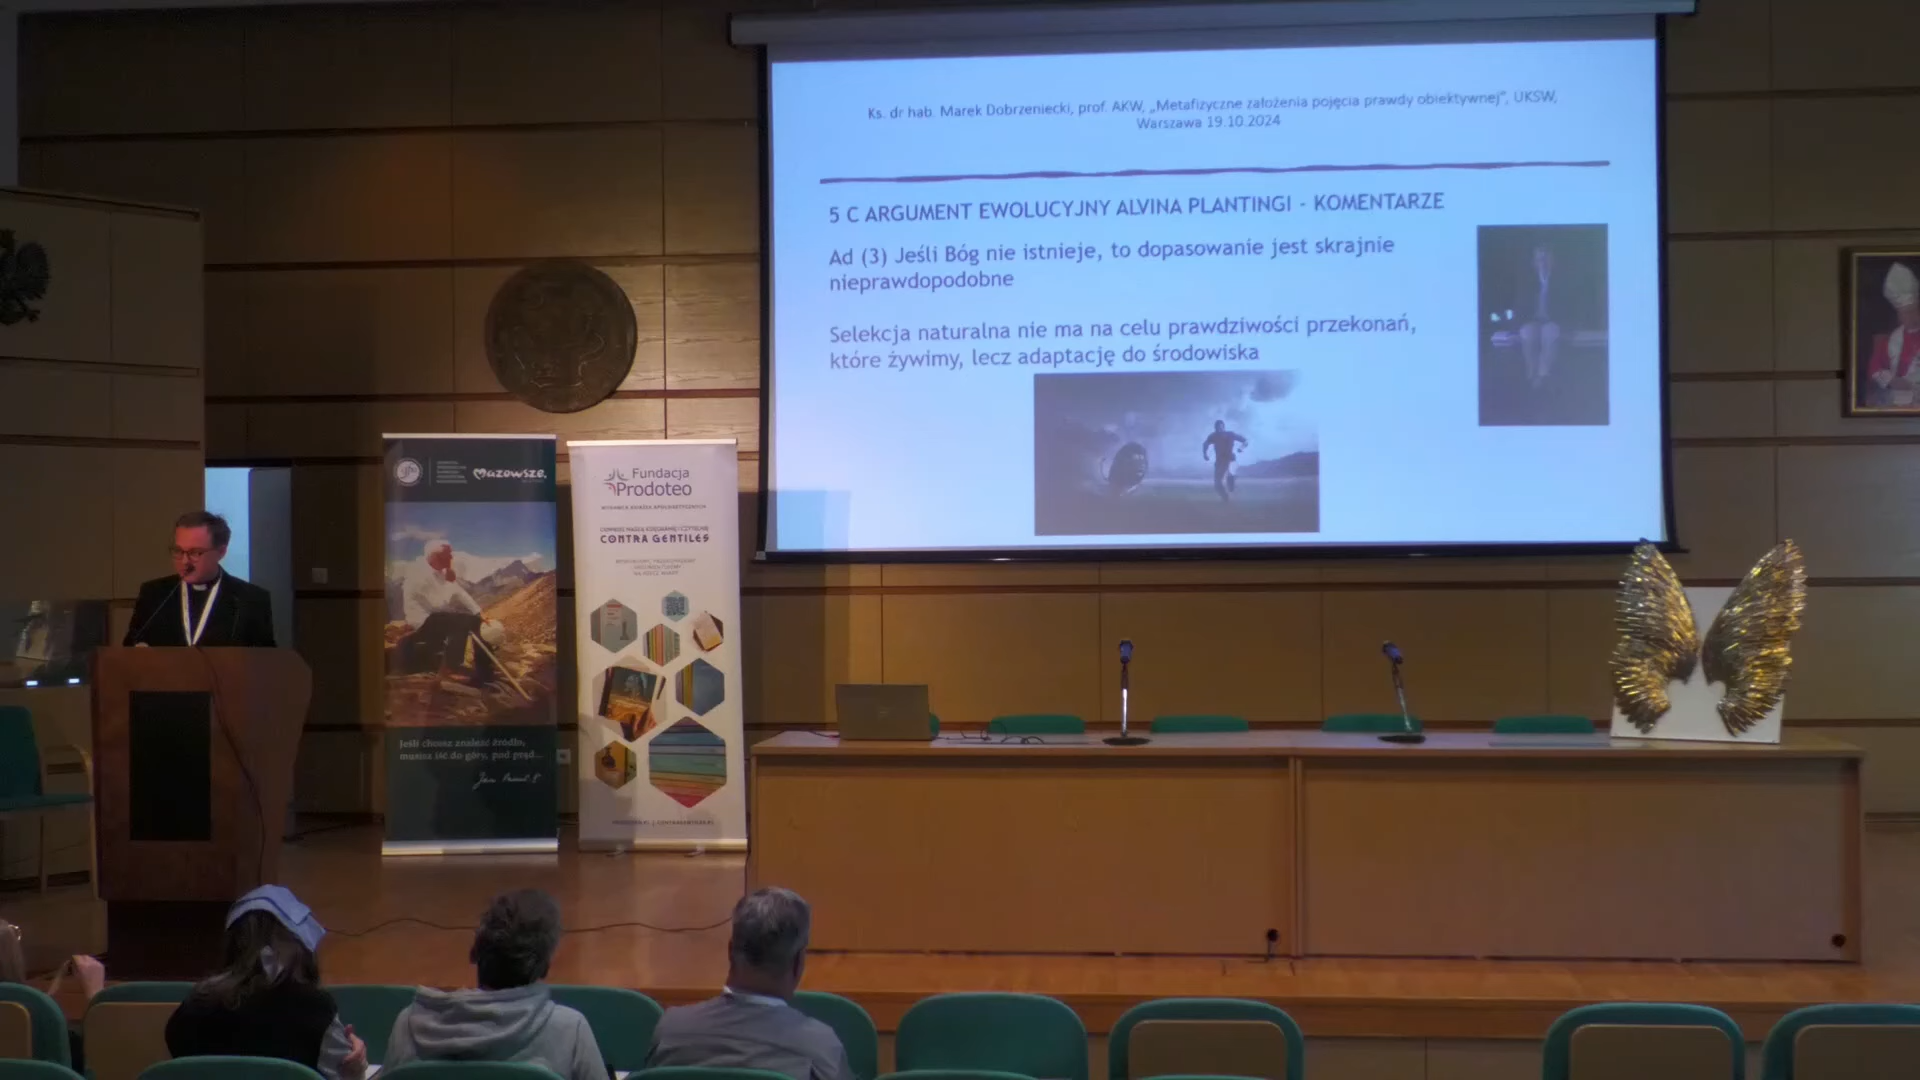 Ks. dr hab. Marek Dobrzeniecki, prof. AKW, „Metafizyczne założenia pojęcia prawdy obiektywnej”, UKSW,
Warszawa 19.10.2024
5 C ARGUMENT EWOLUCYJNY ALVINA PLANTINGI - KOMENTARZE
Ad (3) Jeśli Bóg nie istnieje, to dopasowanie jest skrajnie
nieprawdopodobne
Selekcja naturalna nie ma na celu prawdziwości przekonań,
które żywimy, lecz adaptację do środowiska
Mazowsze.
Jeśli chcesz znaleźć źródło,
musisz iść do góry, pod prąd...
Fundacja
Prodoteo
CONTRA GENTILES